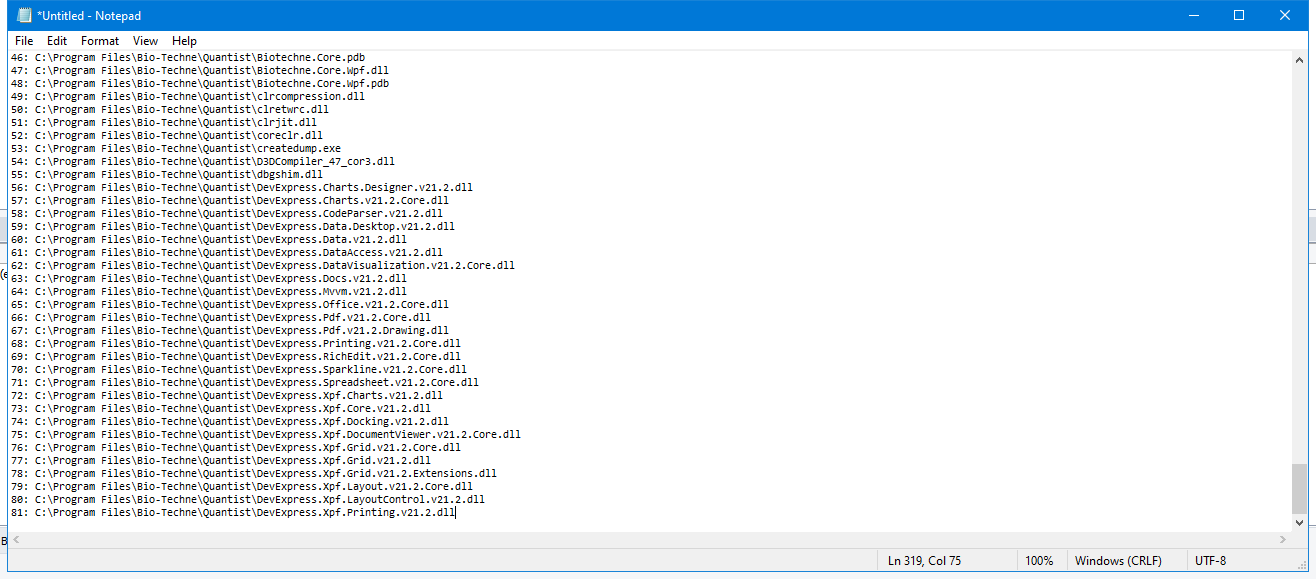 *Untitled - Notepad
File Edit Format View Help
46: C:\Program Files\Bio-Techne\Quantist\Biotechne.Core.pdb
47: C:\Program Files\Bio-Techne\Quantist\Biotechne.Core.Wpf.dll
48: C:\Program Files\Bio-Techne\Quantist\Biotechne.Core.Wpf.pdb
49: C:\Program Files\Bio-Techne\Quantist\clrcompression.dll
50: C:\Program Files\Bio-Techne\Quantist\clretwrc.dll
51: C:\Program Files\Bio-Techne\Quantist\clrjit.dll
52: C:\Program Files\Bio-Techne\Quantist\coreclr.dll
53: C:\Program Files\Bio-Techne\Quantist\createdump.exe
54: C:\Program Files\Bio-Techne\Quantist\D3DCompiler_47_cor3.dll
55: C:\Program Files\Bio-Techne\Quantist\dbgshim.dll
56: C:\Program Files\Bio-Techne\Quantist\DevExpress.Charts.Designer.v21.2.dll
57: C:\Program Files\Bio-Techne\Quantist\DevExpress.Charts.v21.2.Core.dll
58: C:\Program Files\Bio-Techne\Quantist\DevExpress.CodeParser.v21.2.dll
59: C:\Program Files\Bio-Techne\Quantist\DevExpress.Data.Desktop.v21.2.dll
60: C:\Program Files\Bio-Techne\Quantist\DevExpress.Data.v21.2.dll
61: C:\Program Files\Bio-Techne\Quantist\DevExpress.DataAccess.v21.2.dll
62: C:\Program Files\Bio-Techne\Quantist\DevExpress.DataVisualization.v21.2.Core.dll
63: C:\Program Files\Bio-Techne\Quantist\DevExpress.Docs.v21.2.dll
64: C:\Program Files\Bio-Techne\Quantist\DevExpress.Mvvm.v21.2.dll
65: C:\Program Files\Bio-Techne\Quantist\DevExpress.Office.v21.2.Core.dll
66: C:\Program Files\Bio-Techne\Quantist\DevExpress.Pdf.v21.2.Core.dll
67: C:\Program Files\Bio-Techne\Quantist\DevExpress.Pdf.v21.2.Drawing.dll
68: C:\Program Files\Bio-Techne\Quantist\DevExpress.Printing.v21.2.Core.dll
69: C:\Program Files\Bio-Techne\Quantist\DevExpress.RichEdit.v21.2.Core.dll
70: C:\Program Files\Bio-Techne\Quantist\DevExpress.Sparkline.v21.2.Core.dll
71: C:\Program Files\Bio-Techne\Quantist\DevExpress.Spreadsheet.v21.2.Core.dll
72: C:\Program Files\Bio-Techne\Quantist\DevExpress.Xpf.Charts.v21.2.dll
73: C:\Program Files\Bio-Techne\Quantist\DevExpress.Xpf.Core.v21.2.dll
74: C:\Program Files\Bio-Techne\Quantist\DevExpress.Xpf.Docking.v21.2.dll
75: C:\Program Files\Bio-Techne\Quantist\DevExpress.Xpf.DocumentViewer.v21.2.Core.dll
76: C:\Program Files\Bio-Techne\Quantist\DevExpress.Xpf.Grid.v21.2.Core.dll
77: C:\Program Files\Bio-Techne\Quantist\DevExpress.Xpf.Grid.v21.2.dll
78: C:\Program Files\Bio-Techne\Quantist\DevExpress.Xpf.Grid.v21.2.Extensions.dll
79: C:\Program Files\Bio-Techne\Quantist\DevExpress.Xpf.Layout.v21.2.Core.dll
80: C:\Program Files\Bio-Techne\Quantist\DevExpress.Xpf.LayoutControl.v21.2.dll
81: C:\Program Files\Bio-Techne\Quantist\DevExpress.Xpf.Printing.v21.2.dll
Ln 319, Col 75 100% Windows (CRLF) UTF-8